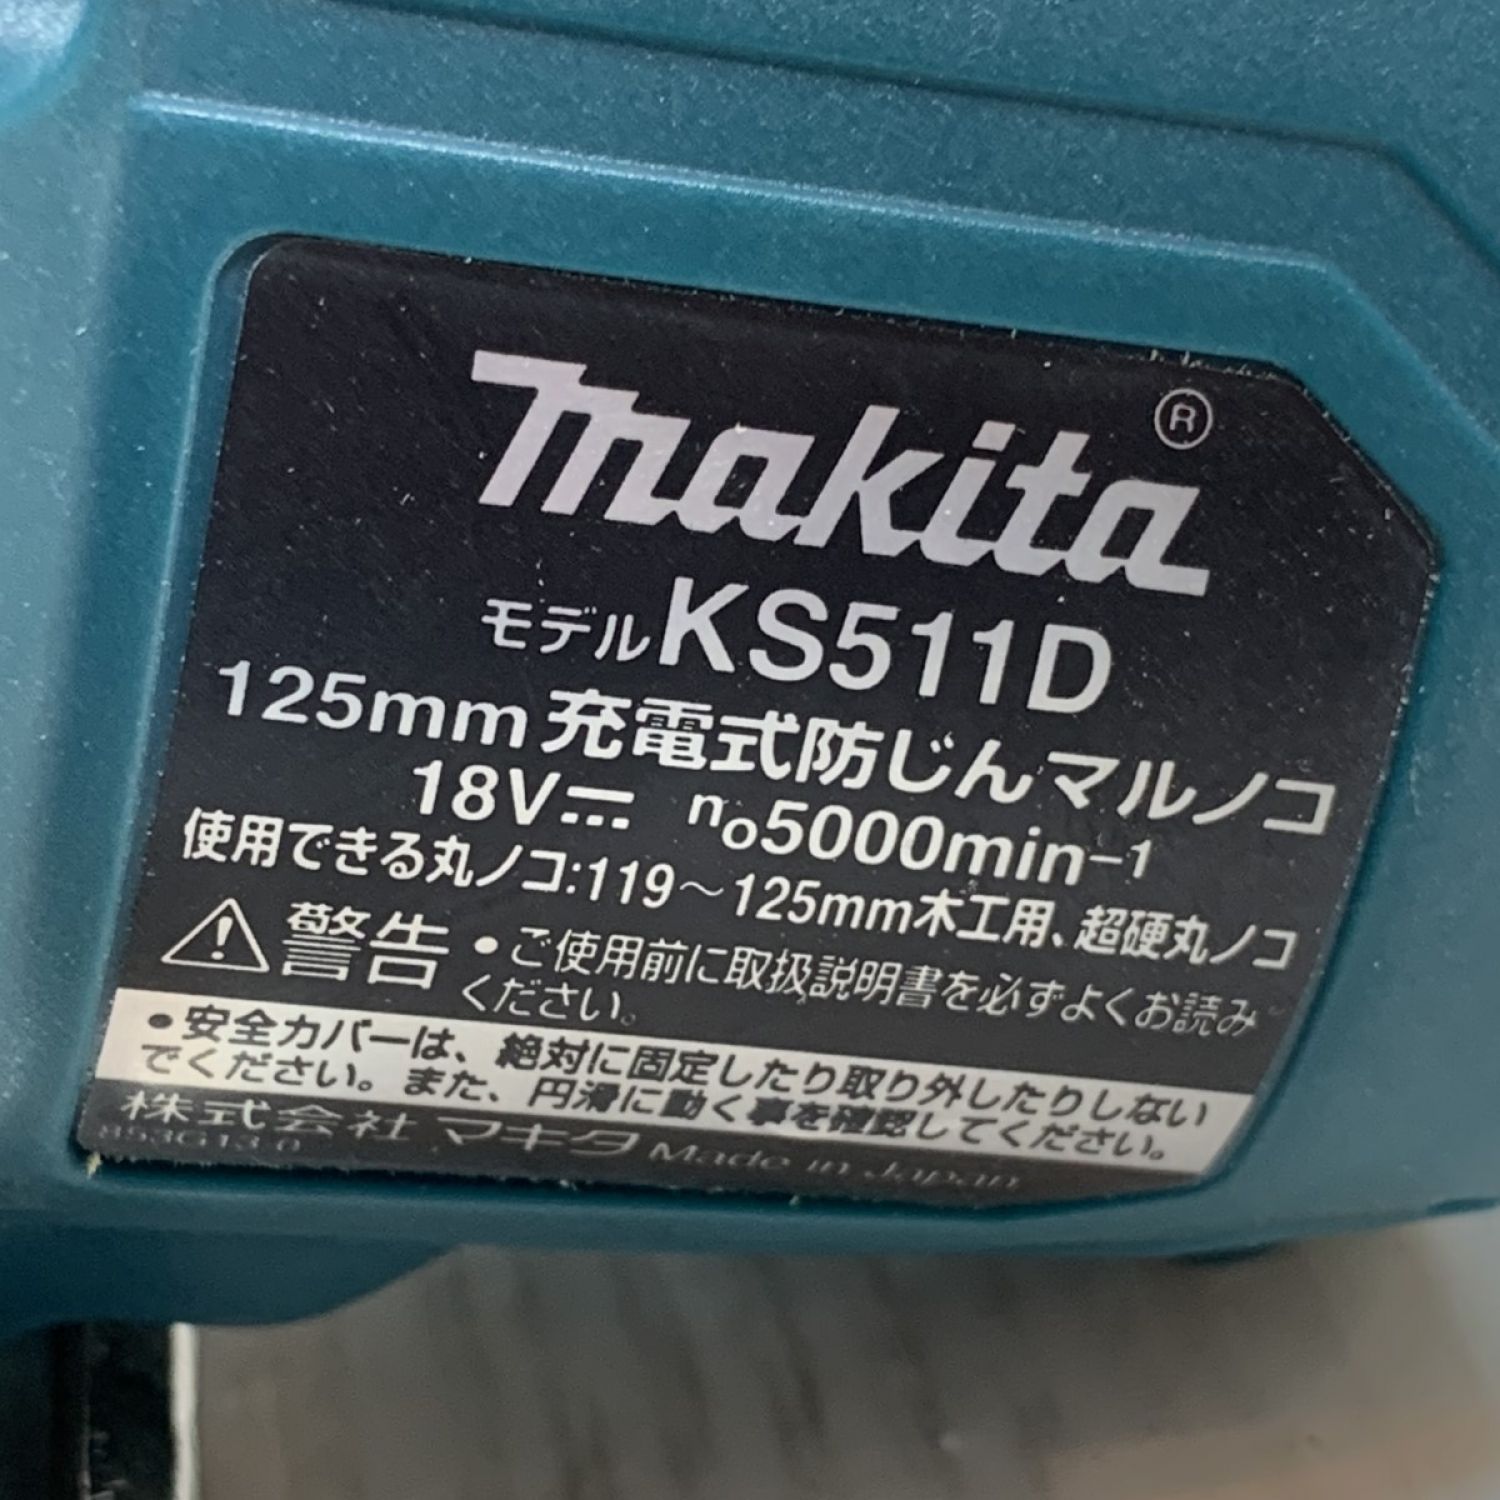 makita®
モデルKS511D
125mm充電式防じんマルノコ
18V⎓ n₀5000min⁻¹
使用できる丸ノコ:119～125mm木工用、超硬丸ノコ
⚠警告 •ご使用前に取扱説明書を必ずよくお読み
ください。
•安全カバーは、絶対に固定したり取り外したりしない
でください。また、円滑に動く事を確認してください。
株式会社 マキタ Made in Japan
853G13-0